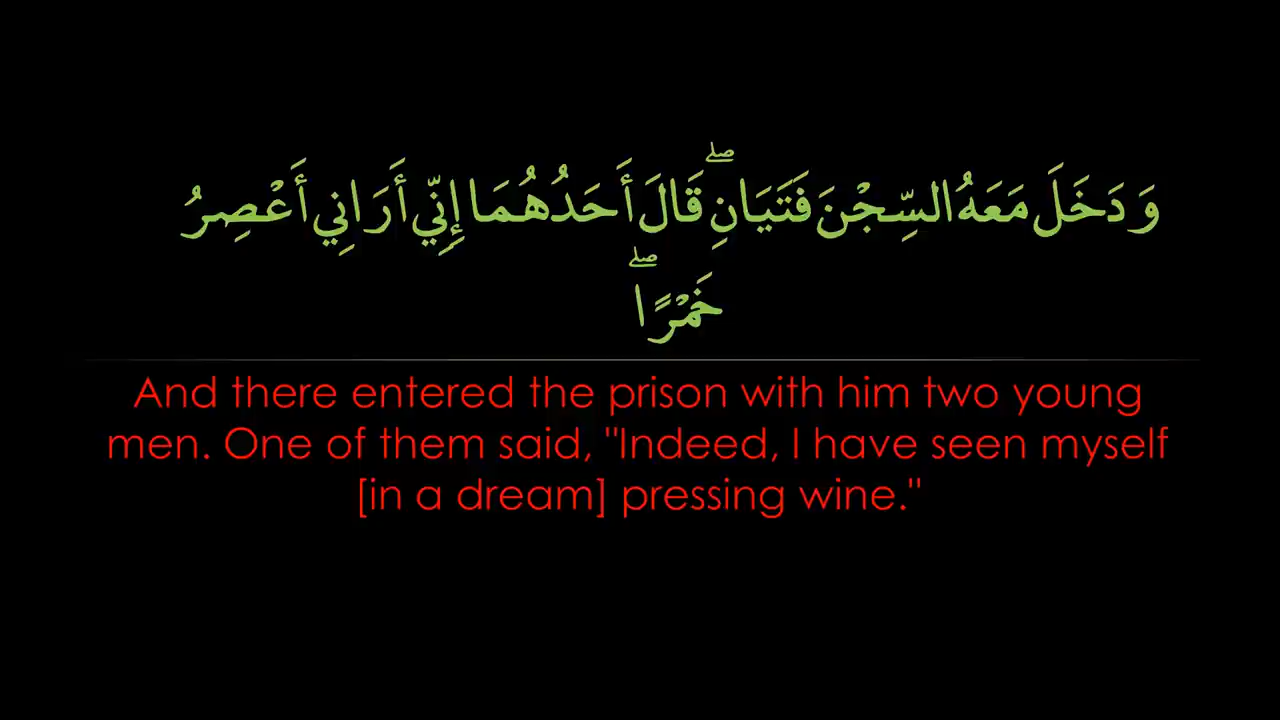 وَدَخَلَ مَعَهُ السِّجْنَ فَتَيَانِ ۖ قَالَ أَحَدُهُمَا إِنِّي أَرَانِي أَعْصِرُ
خَمْرًا ۖ
And there entered the prison with him two young
men. One of them said, "Indeed, I have seen myself
[in a dream] pressing wine."